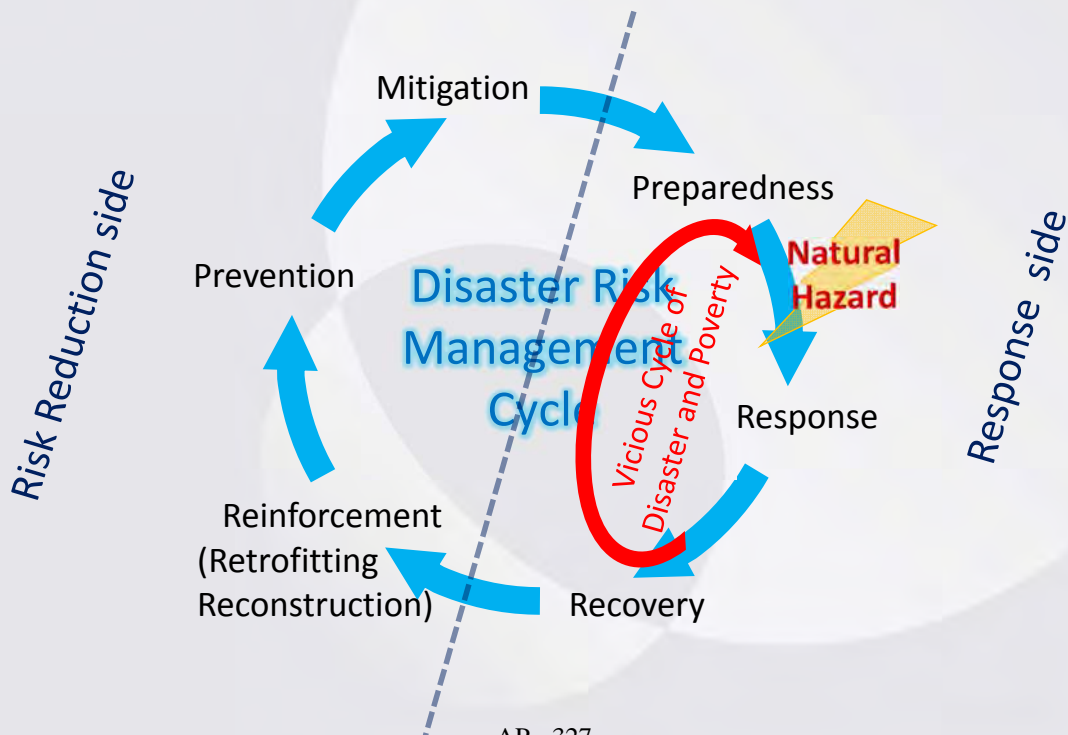 Mitigation
Preparedness
Natural
Hazard
Response
Recovery
Reinforcement
(Retrofitting
Reconstruction)
Prevention
Disaster Risk
Management
Cycle
Vicious Cycle of
Disaster and Poverty
Risk Reduction side
Response side